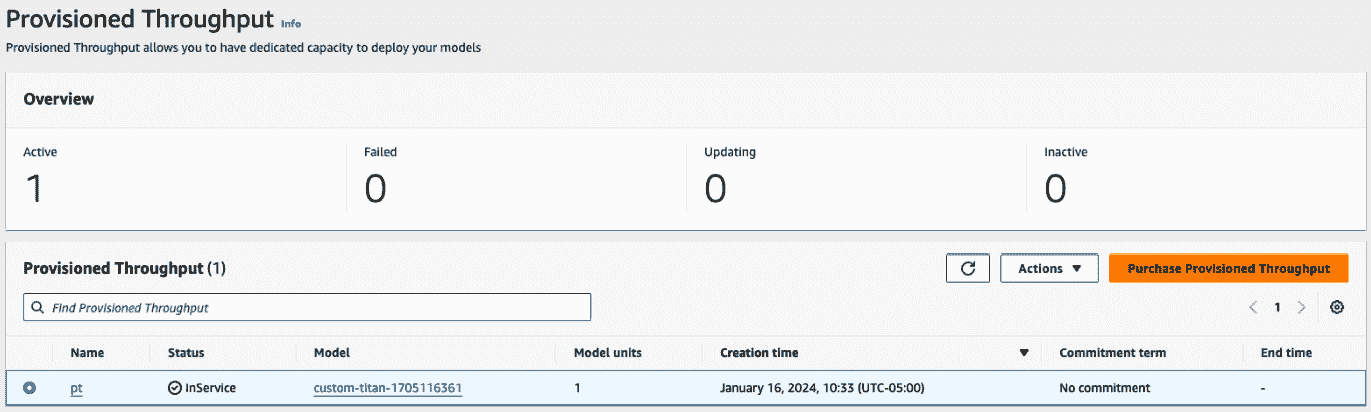 Provisioned Throughput Info
Provisioned Throughput allows you to have dedicated capacity to deploy your models
Overview
Active Failed Updating Inactive
1 0 0 0
Provisioned Throughput (1) Actions Purchase Provisioned Throughput
Find Provisioned Throughput 1
Name Status Model Model units Creation time Commitment term End time
pt InService custom-titan-1705116361 1 January 16, 2024, 10:33 (UTC-05:00) No commitment -